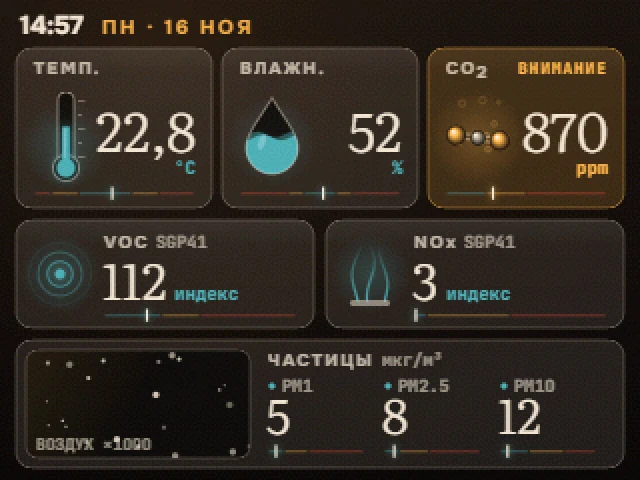 14:57 ПН · 16 НОЯ
ТЕМП.
22,8
°C
ВЛАЖН.
52
%
CO₂ ВНИМАНИЕ
870
ppm
VOC SGP41
112 индекс
NOx SGP41
3 индекс
ВОЗДУХ ×1000
ЧАСТИЦЫ мкг/м³
PM1 PM2.5 PM10
5 8 12